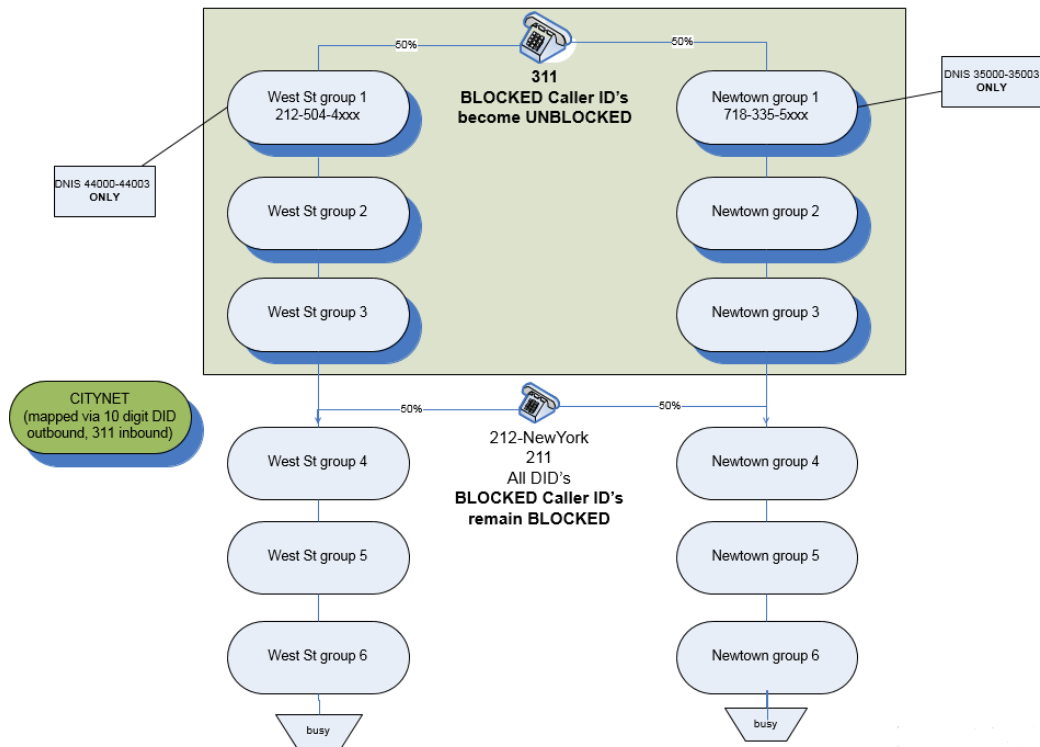 50%
50%
311
BLOCKED Caller ID's
become UNBLOCKED
West St group 1
212-504-4xxx
Newtown group 1
718-335-5xxx
DNIS 35000-35003
ONLY
DNIS 44000-44003
ONLY
West St group 2
Newtown group 2
West St group 3
Newtown group 3
CITYNET
(mapped via 10 digit DID
outbound, 311 inbound)
50%
50%
212-NewYork
211
All DID's
BLOCKED Caller ID's
remain BLOCKED
West St group 4
Newtown group 4
West St group 5
Newtown group 5
West St group 6
Newtown group 6
busy
busy